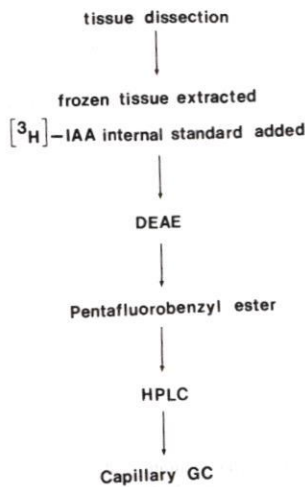 tissue dissection
frozen tissue extracted
[³H]–IAA internal standard added
DEAE
Pentafluorobenzyl ester
HPLC
Capillary GC